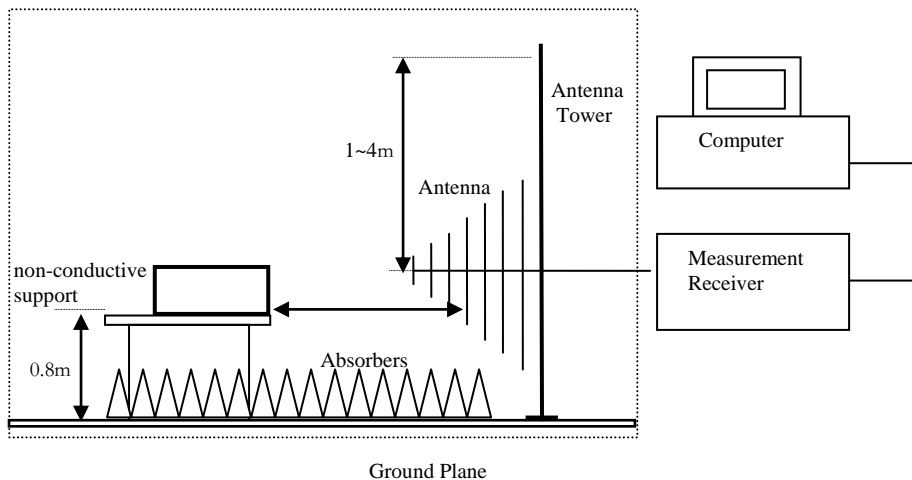 Antenna
Tower
Computer
1~4m
Antenna
non-conductive
support
Measurement
Receiver
0.8m
Absorbers
Ground Plane